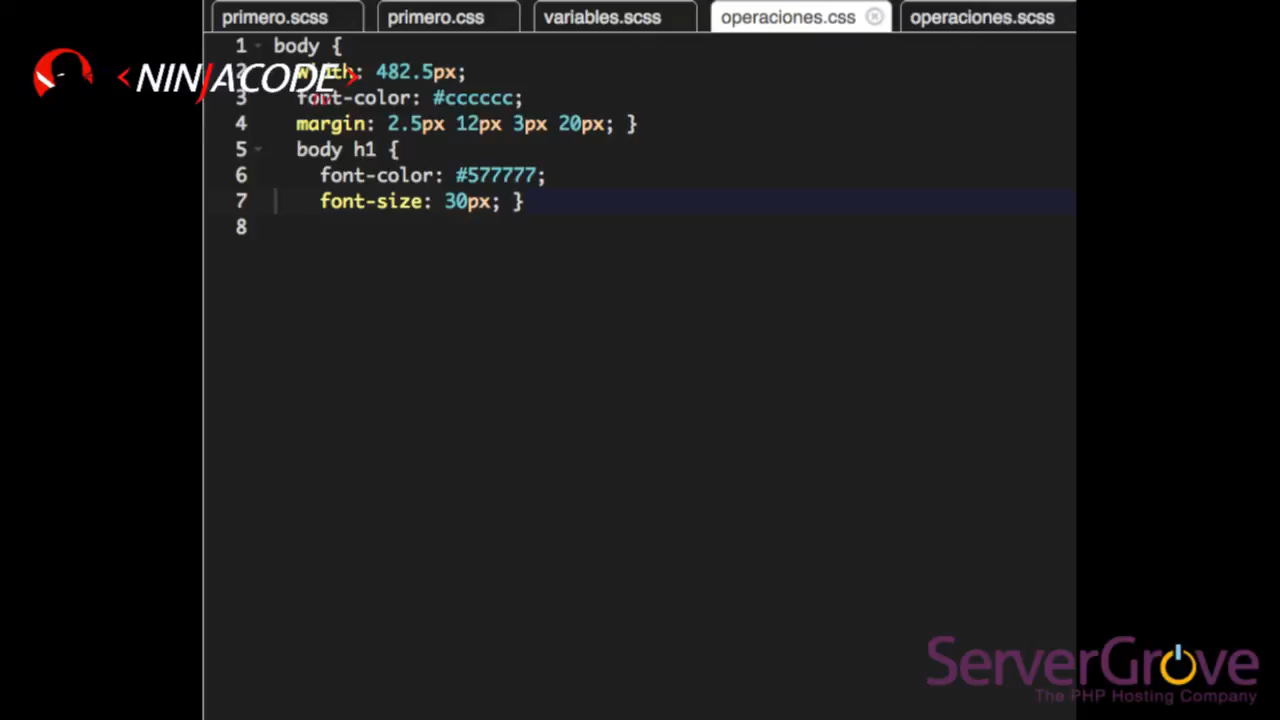 primero.scss primero.css variables.scss operaciones.css operaciones.scss
<NINJACODE>
1 body {
2 width: 482.5px;
3 font-color: #cccccc;
4 margin: 2.5px 12px 3px 20px; }
5 body h1 {
6 font-color: #577777;
7 font-size: 30px; }
8
ServerGrove
The PHP Hosting Company